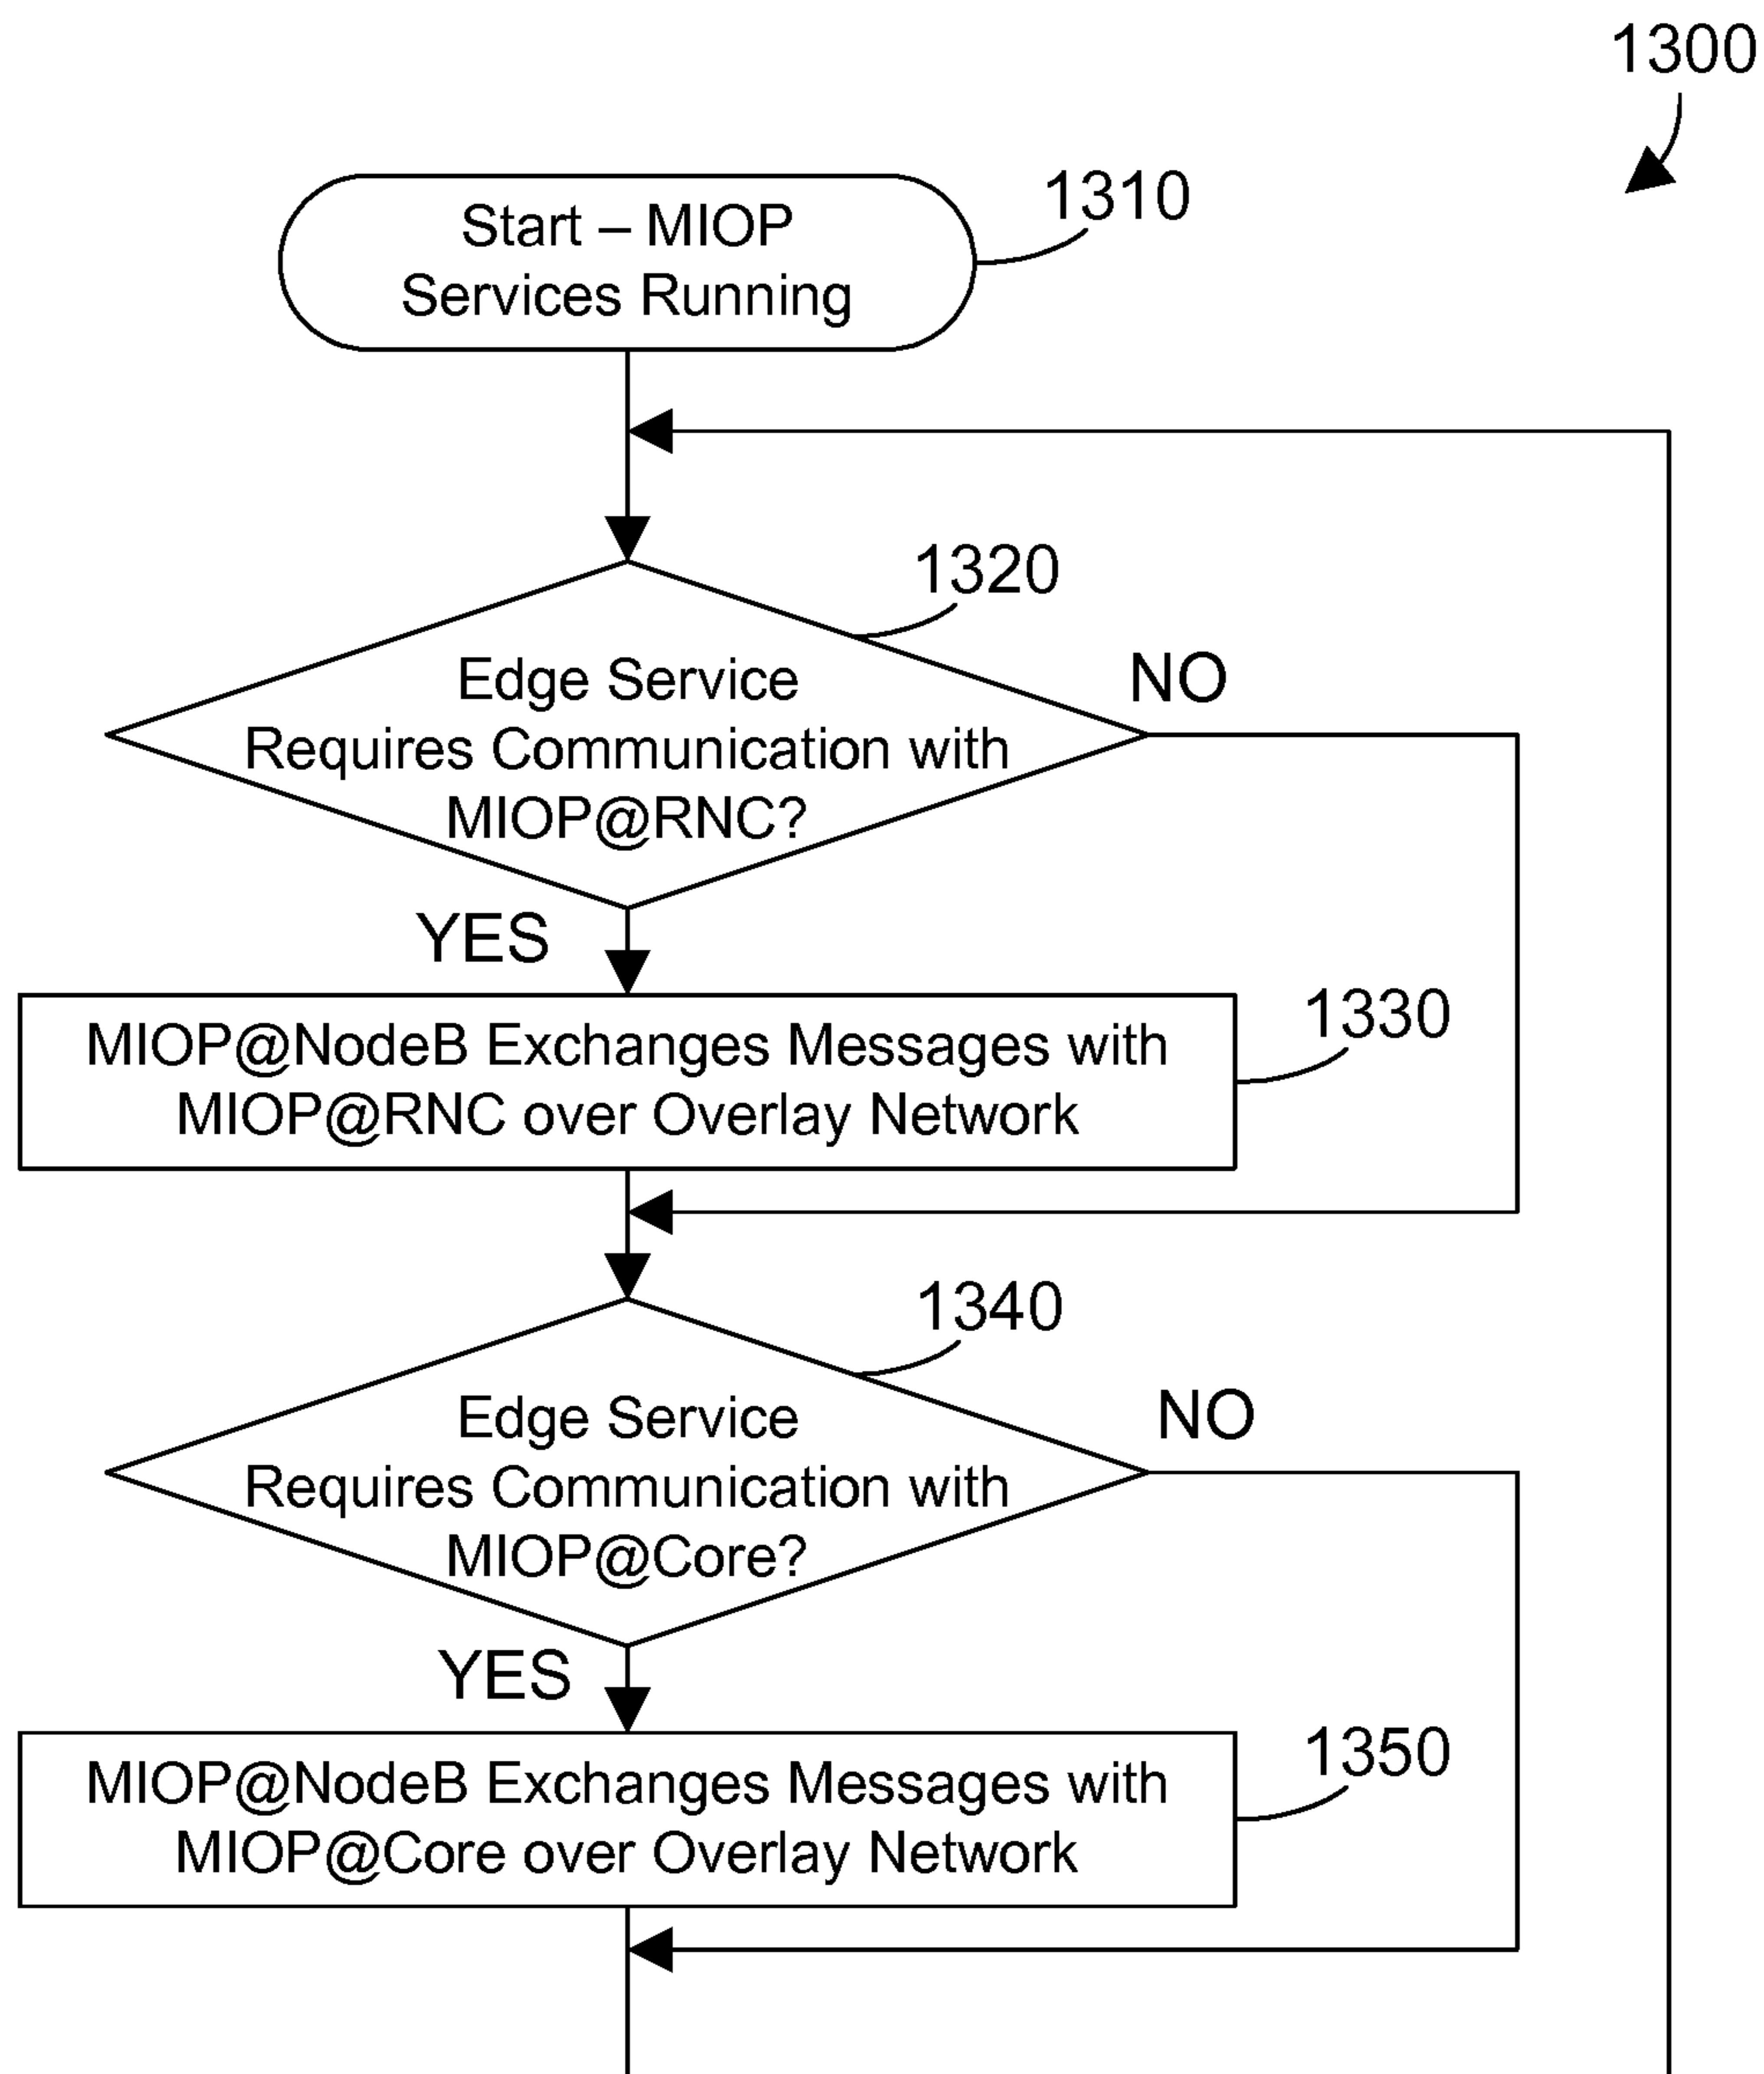 1300
1310
Start – MIOP
Services Running
1320
Edge Service
Requires Communication with
MIOP@RNC?
NO
YES
1330
MIOP@NodeB Exchanges Messages with
MIOP@RNC over Overlay Network
1340
Edge Service
Requires Communication with
MIOP@Core?
NO
YES
1350
MIOP@NodeB Exchanges Messages with
MIOP@Core over Overlay Network